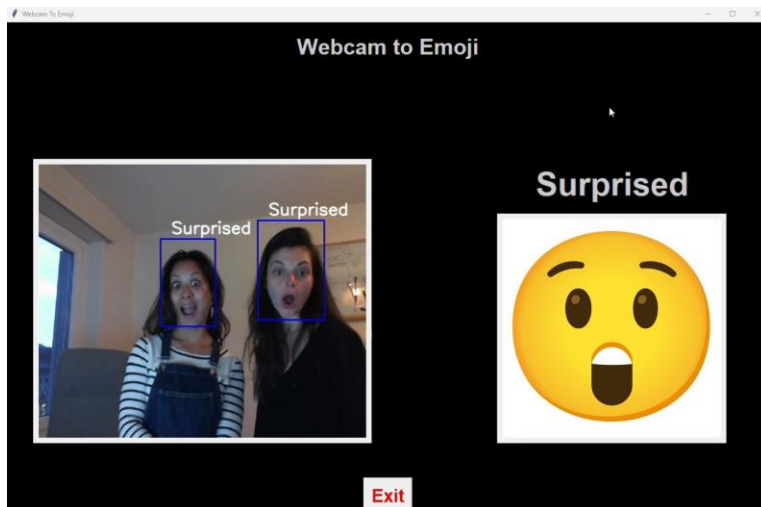 Webcam To Emoji
Webcam to Emoji
Surprised
Surprised
Surprised
Exit